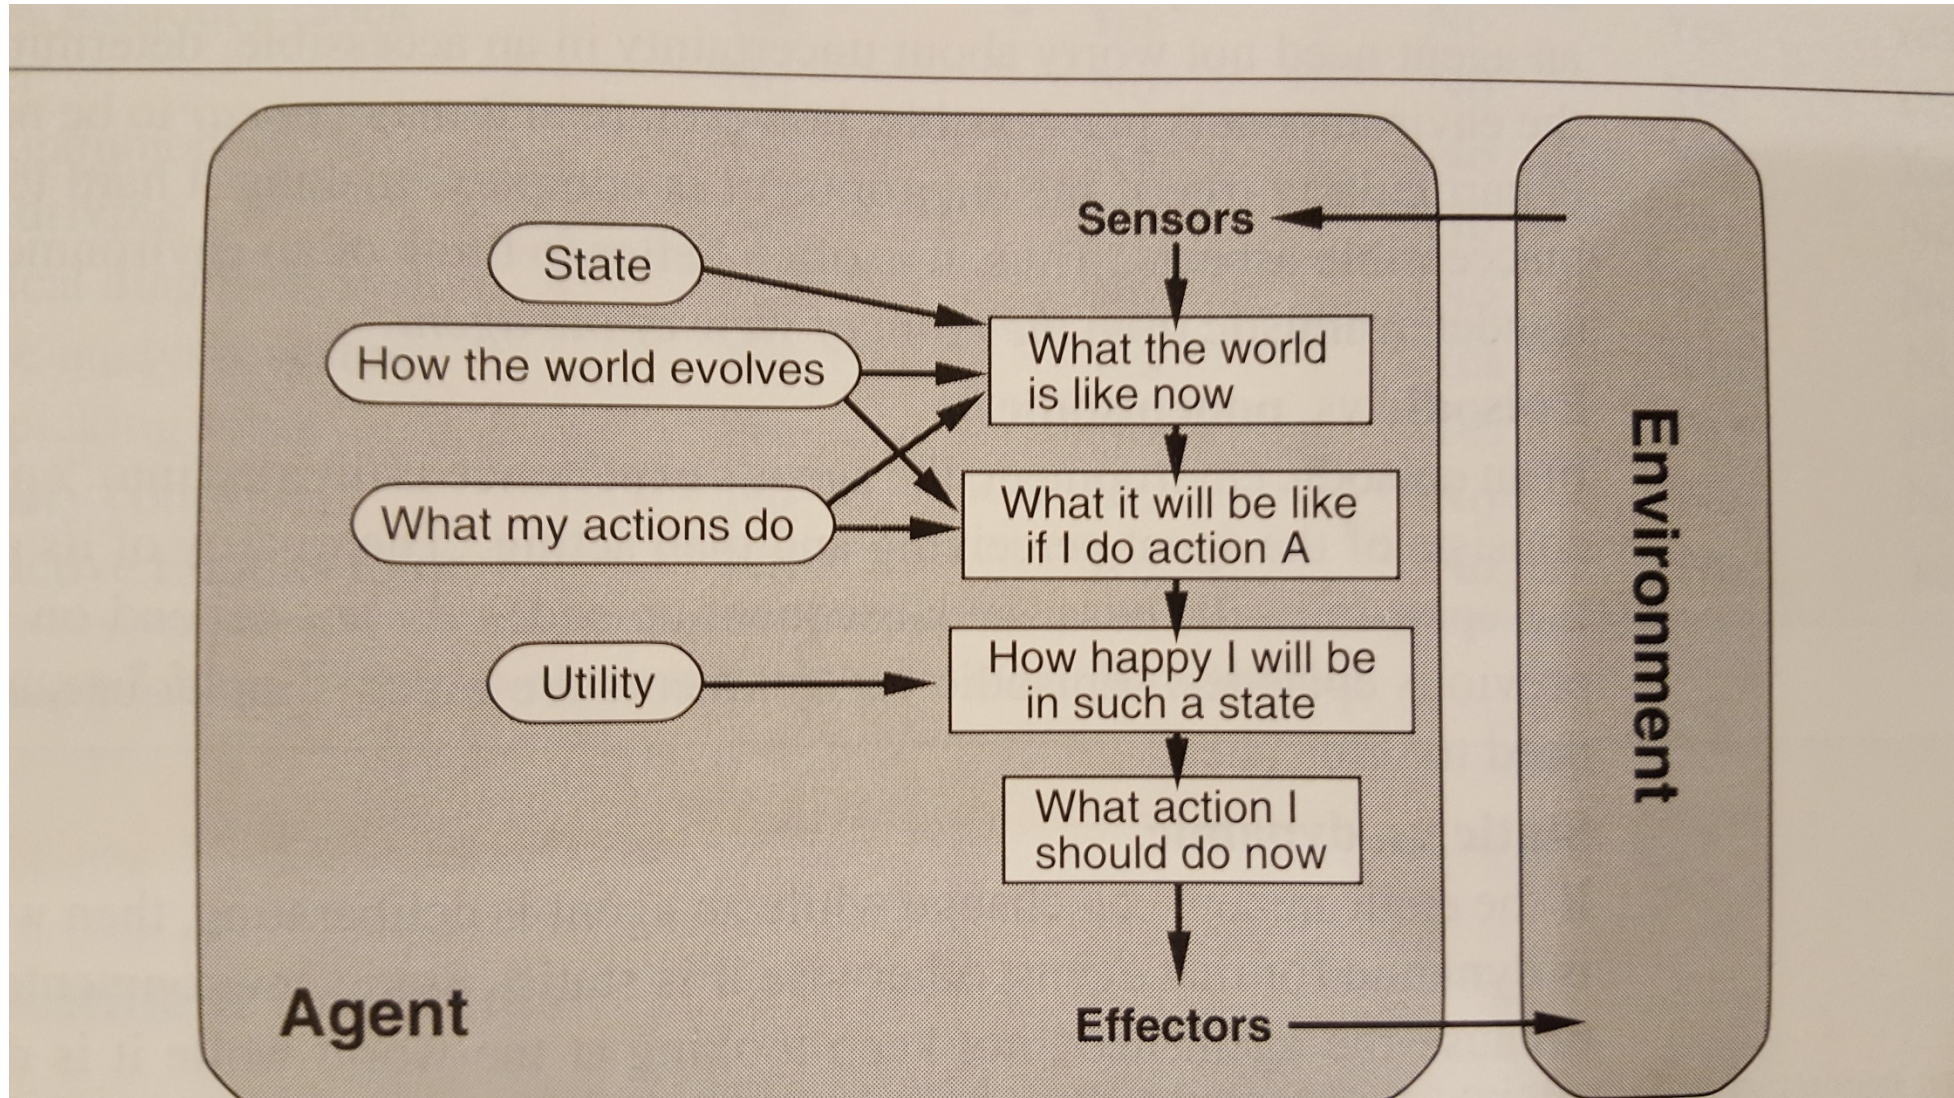 Sensors
State
What the world
is like now
How the world evolves
What it will be like
if I do action A
What my actions do
How happy I will be
in such a state
Utility
What action I
should do now
Agent
Effectors
Environment